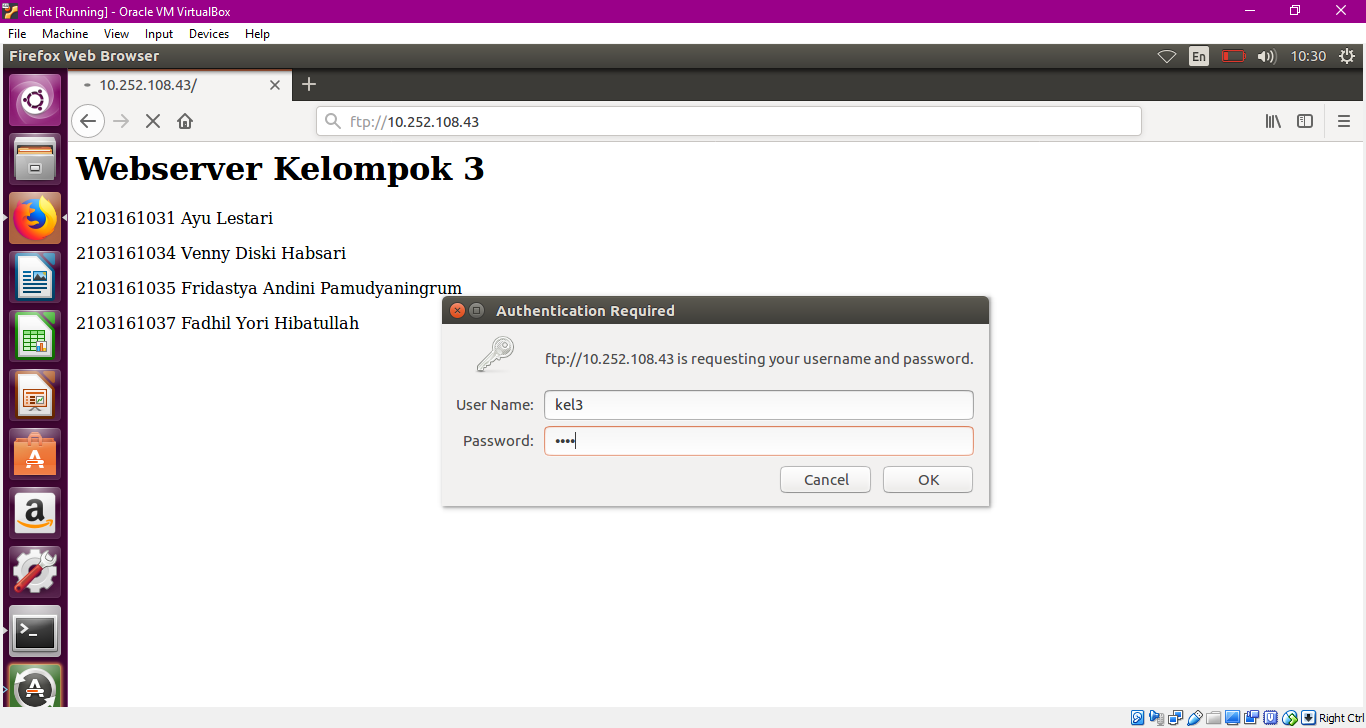 client [Running] - Oracle VM VirtualBox
File Machine View Input Devices Help
Firefox Web Browser
En
10:30
10.252.108.43/
ftp://10.252.108.43
Webserver Kelompok 3
2103161031 Ayu Lestari
2103161034 Venny Diski Habsari
2103161035 Fridastya Andini Pamudyaningrum
2103161037 Fadhil Yori Hibatullah
Authentication Required
ftp://10.252.108.43 is requesting your username and password.
User Name: kel3
Password: ••••
Cancel OK
a
>_
Right Ctrl